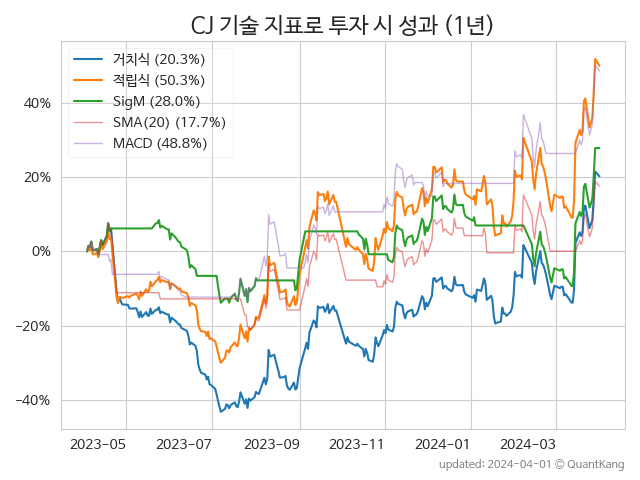 CJ 기술 지표로 투자 시 성과 (1년)
거치식 (20.3%)
적립식 (50.3%)
SigM (28.0%)
SMA(20) (17.7%)
MACD (48.8%)
40%
20%
0%
−20%
−40%
2023-05 2023-07 2023-09 2023-11 2024-01 2024-03
updated: 2024-04-01 © QuantKang